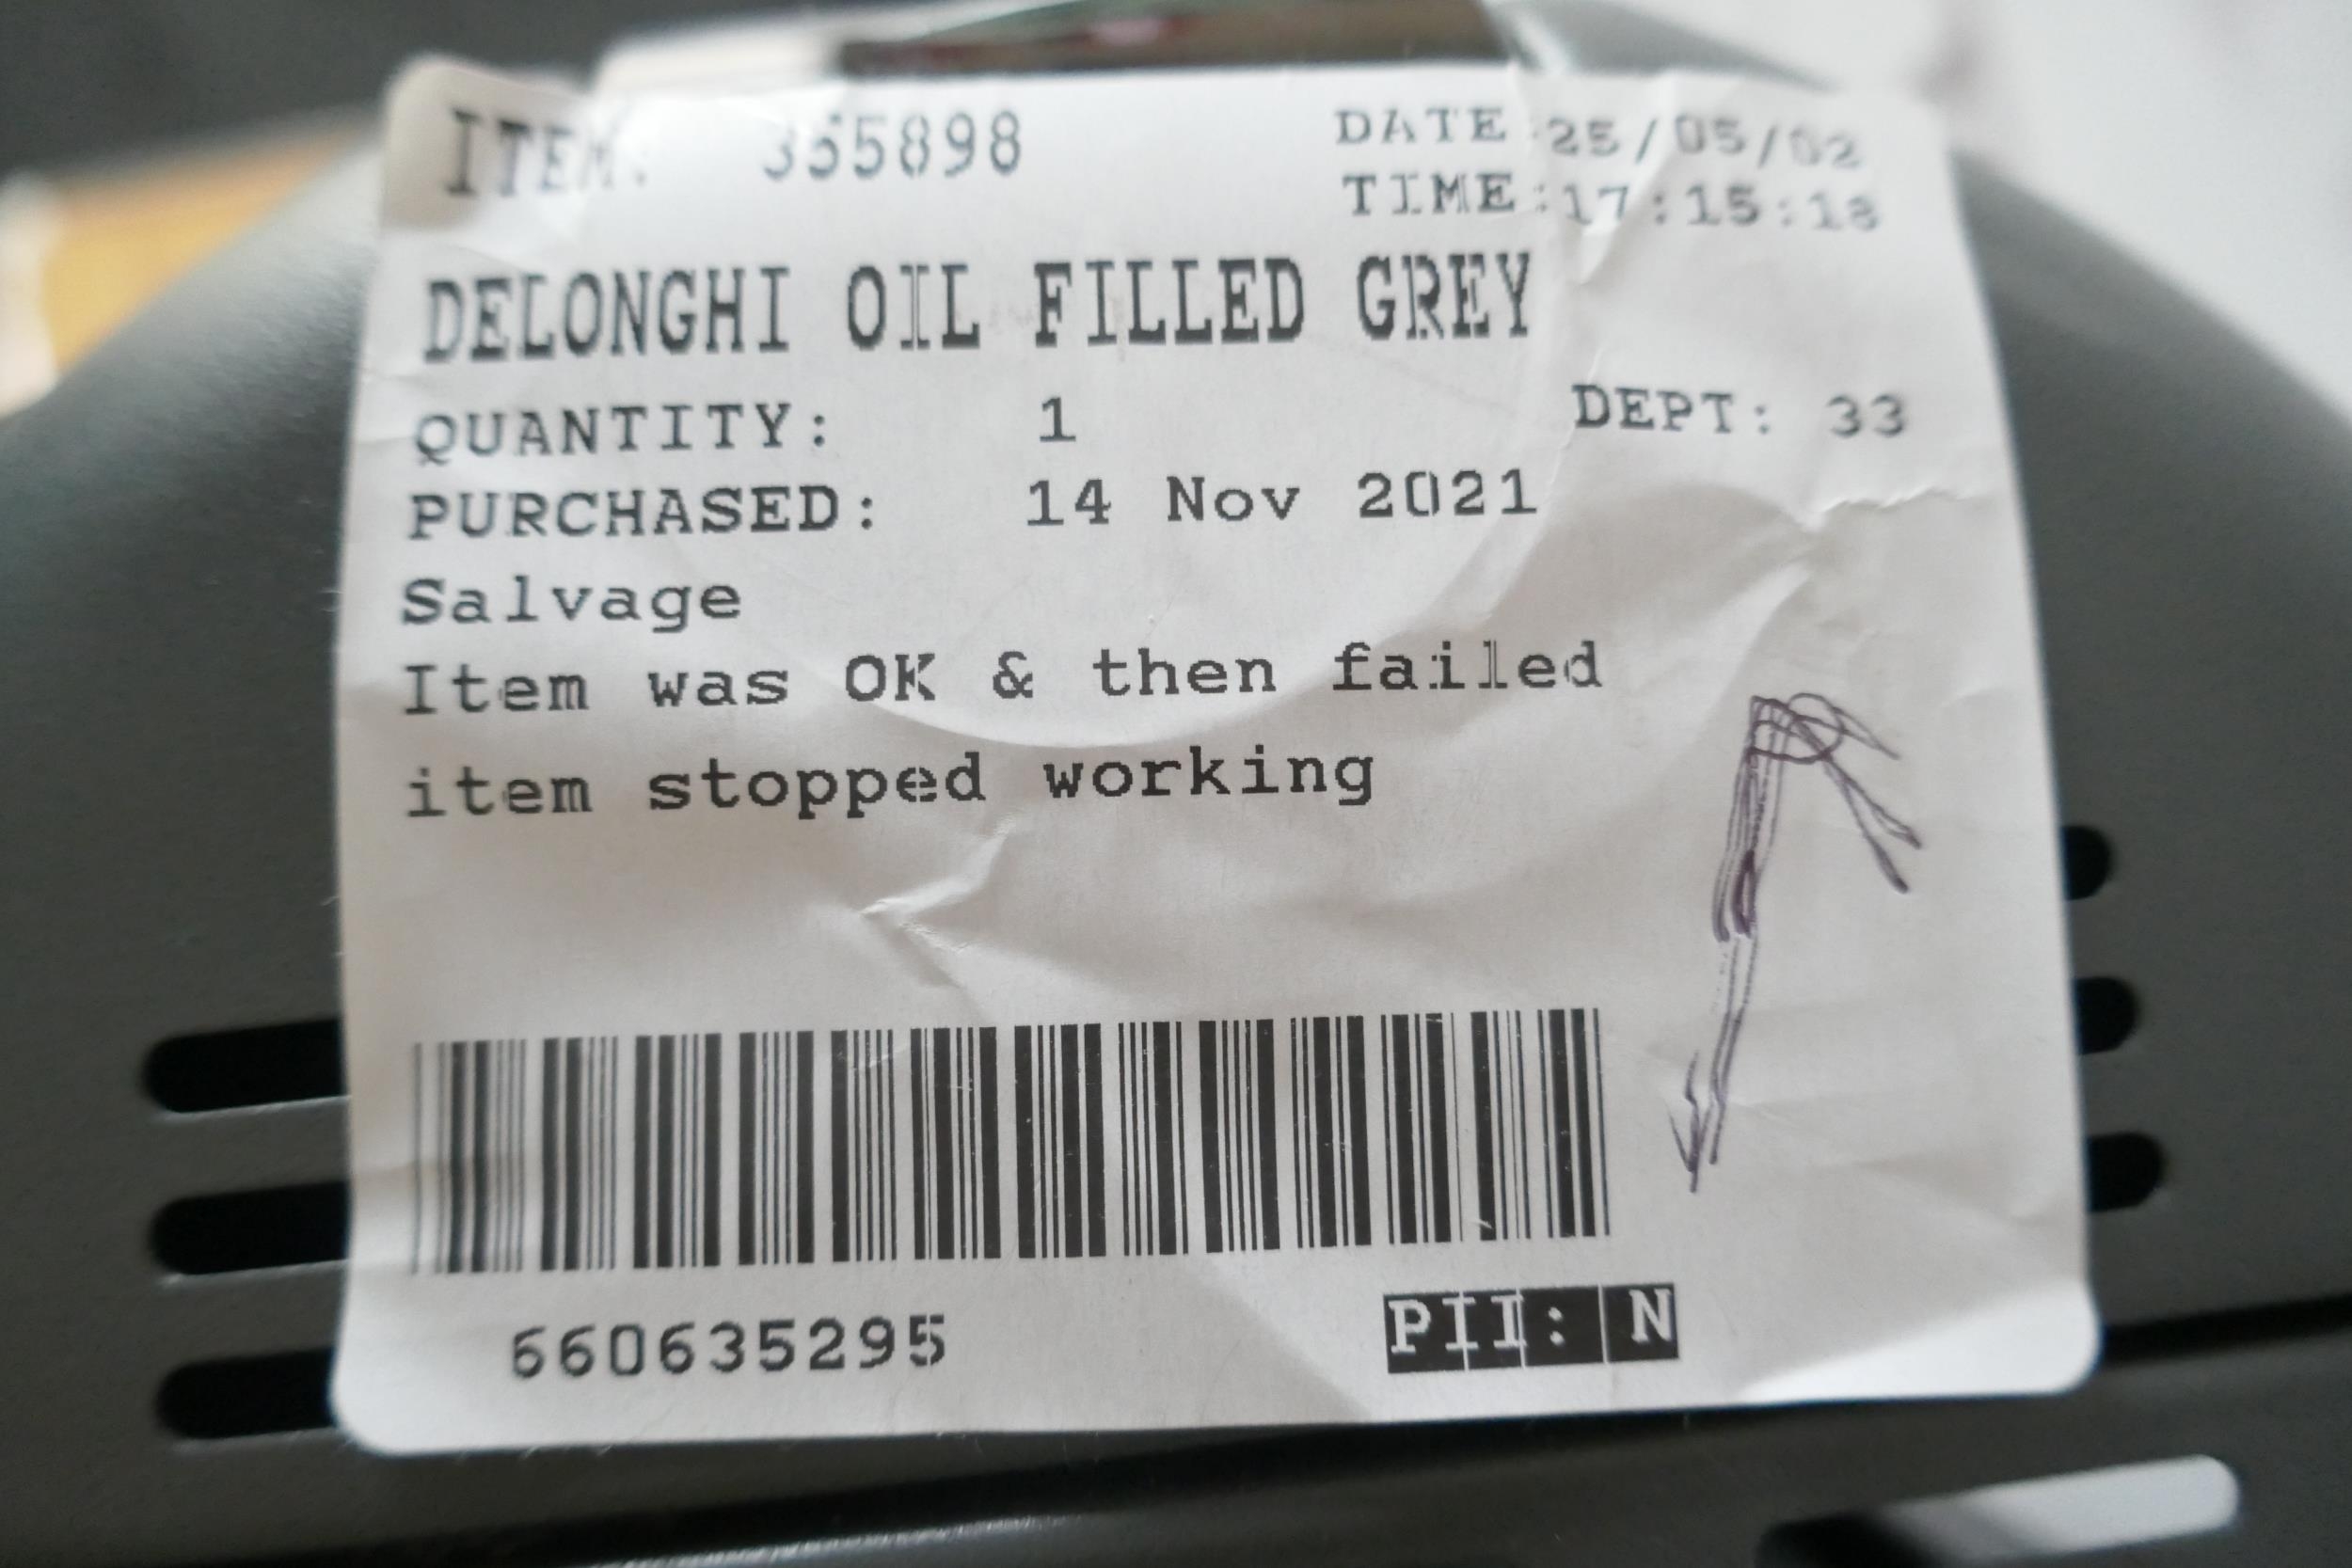 ITEM: 365898
DATE:25/05/02
TIME:17:15:18
DELONGHI OIL FILLED GREY
QUANTITY: 1 DEPT: 33
PURCHASED: 14 Nov 2021
Salvage
Item was OK & then failed
item stopped working
660635295 PII: N